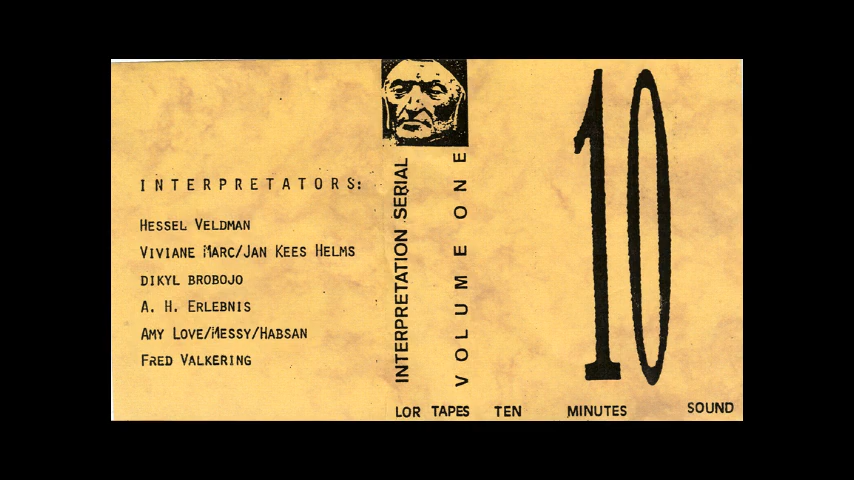 INTERPRETATORS:
HESSEL VELDMAN
VIVIANE MARC/JAN KEES HELMS
DIKYL BROBOJO
A. H. ERLEBNIS
AMY LOVE/MESSY/HABSAN
FRED VALKERING
INTERPRETATION SERIAL
VOLUME ONE
10
LOR TAPES TEN MINUTES SOUND